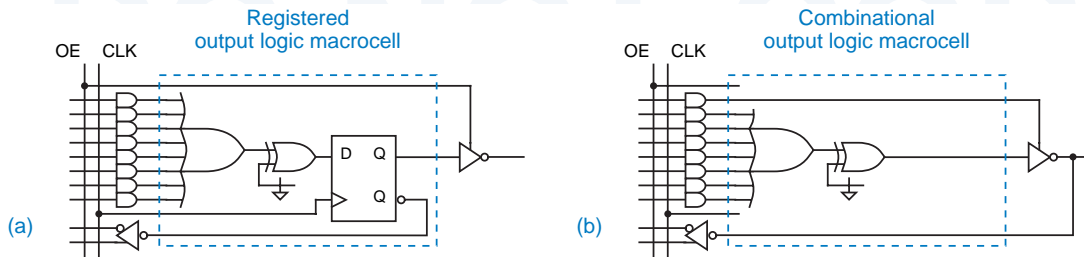 Registered
output logic macrocell
OE CLK
D Q
Q
(a)
Combinational
output logic macrocell
OE CLK
(b)